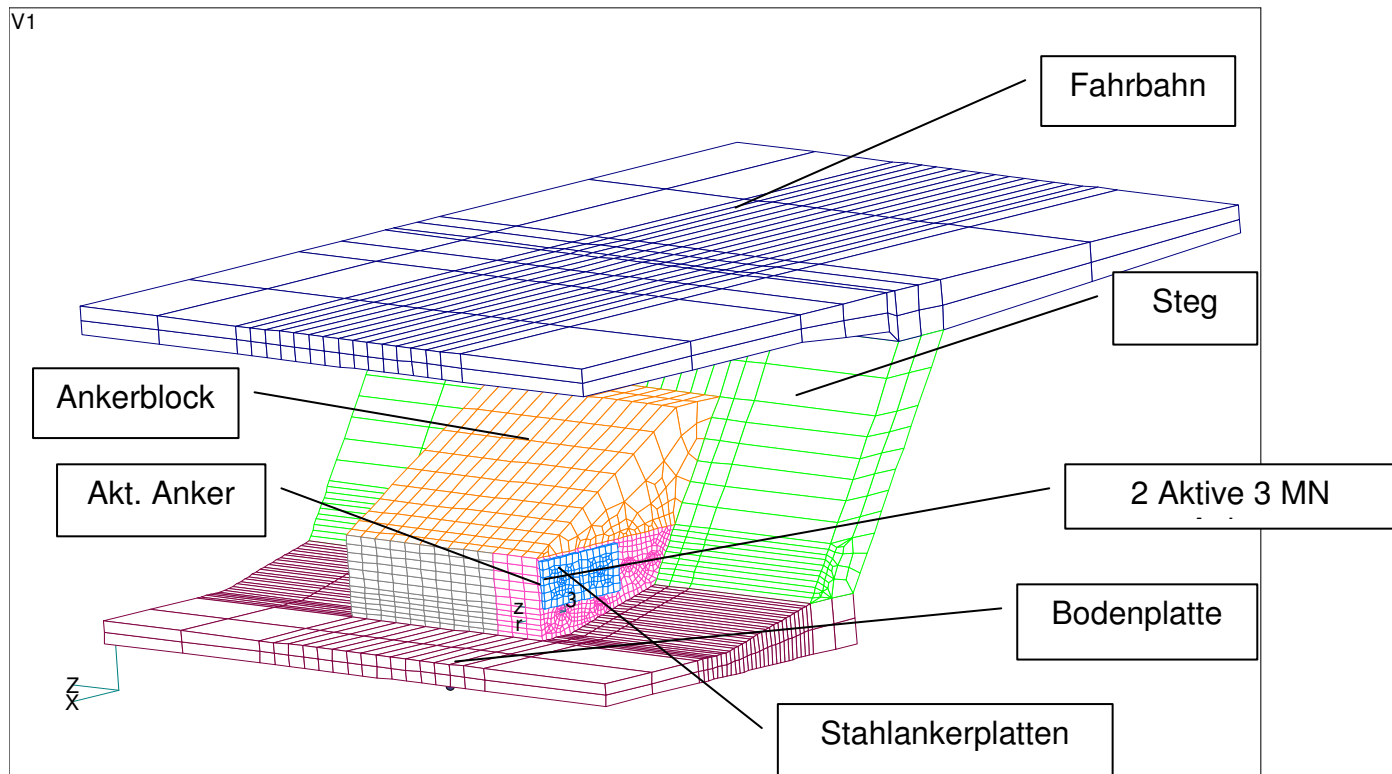 V1
Fahrbahn
Steg
Ankerblock
Akt. Anker
2 Aktive 3 MN
3
z
r
Bodenplatte
Z
X
Stahlankerplatten